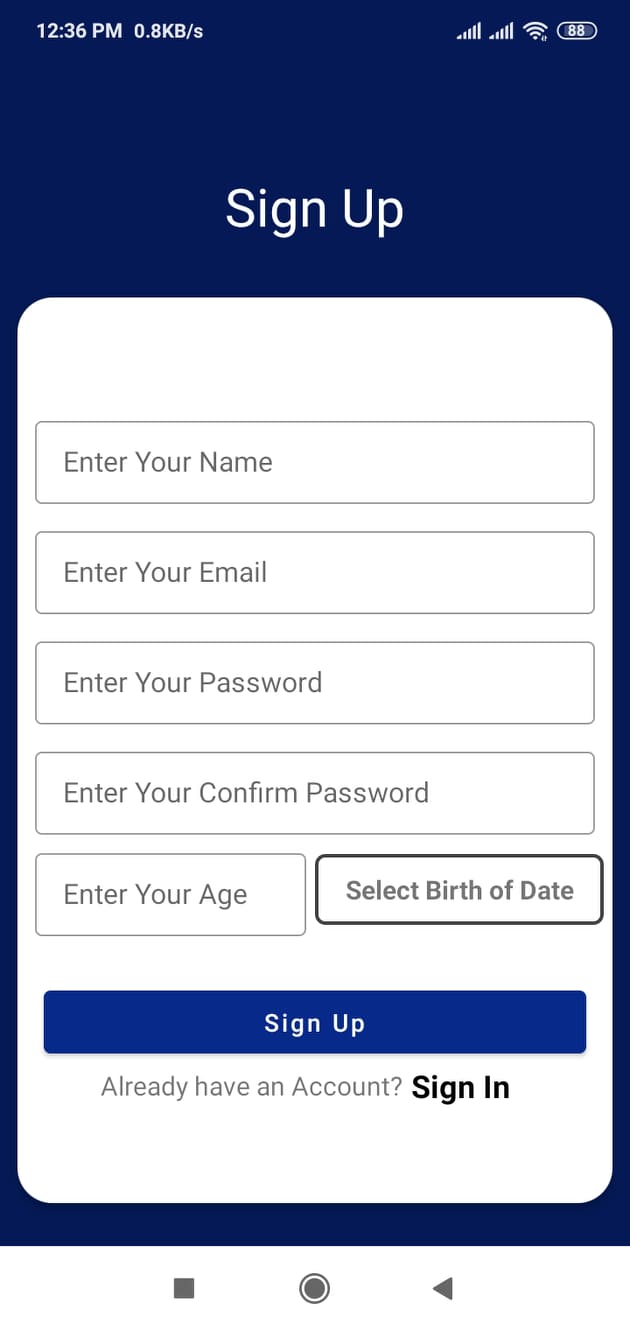 12:36 PM 0.8KB/s 88
Sign Up
Enter Your Name
Enter Your Email
Enter Your Password
Enter Your Confirm Password
Enter Your Age
Select Birth of Date
Sign Up
Already have an Account? Sign In